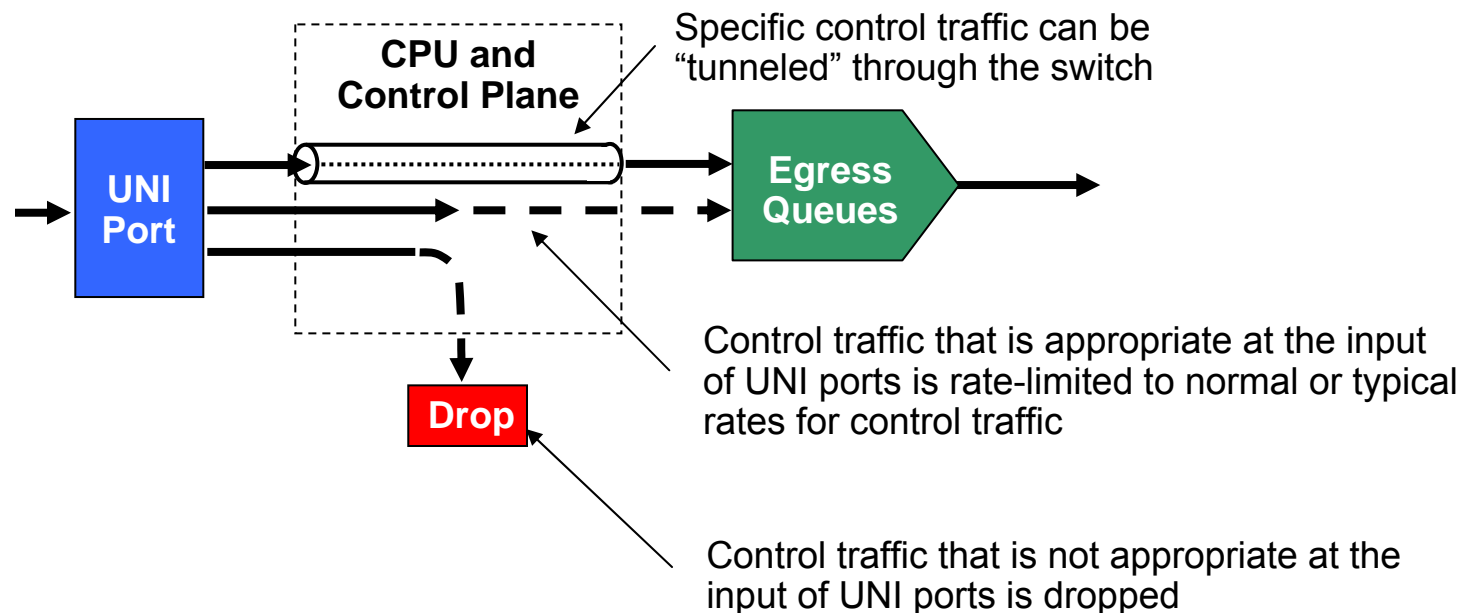 Specific control traffic can be
“tunneled” through the switch
CPU and
Control Plane
UNI
Port
Egress
Queues
Control traffic that is appropriate at the input
of UNI ports is rate-limited to normal or typical
rates for control traffic
Drop
Control traffic that is not appropriate at the
input of UNI ports is dropped